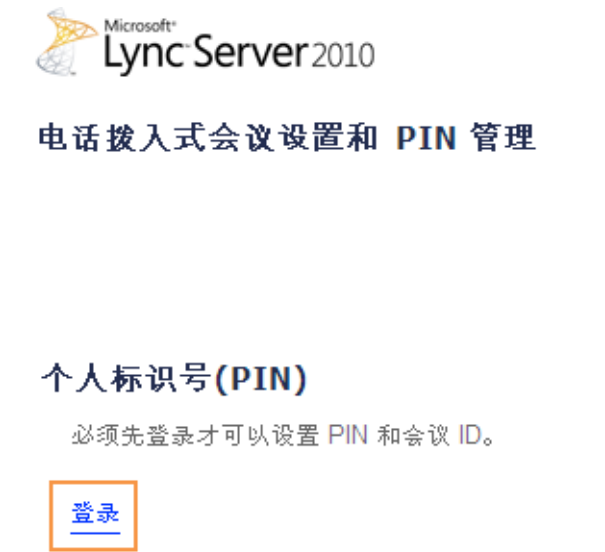 Microsoft®
Lync™ Server 2010
电话拨入式会议设置和 PIN 管理
个人标识号(PIN)
必须先登录才可以设置 PIN 和会议 ID。
登录